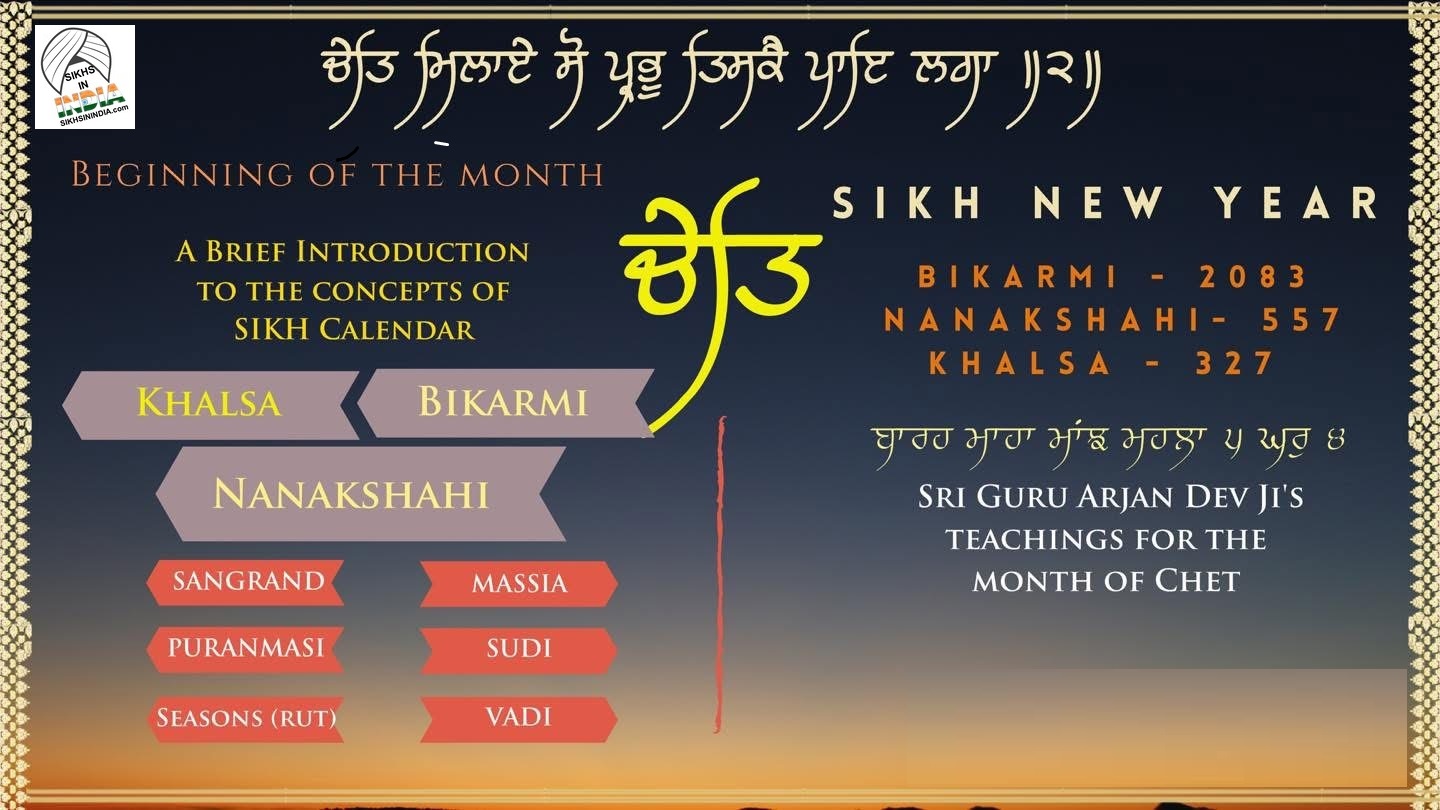 SIKHS
IN
INDIA
SIKHSININDIA.com
ਚੇਤਿ ਮਿਲਾਏ ਸੋ ਪ੍ਰਭੂ ਤਿਸਕੈ ਪਾਇ ਲਗਾ ॥੨॥
BEGINNING OF THE MONTH
A BRIEF INTRODUCTION
TO THE CONCEPTS OF
SIKH CALENDAR
KHALSA
BIKARMI
NANAKSHAHI
SANGRAND
MASSIA
PURANMASI
SUDI
SEASONS (RUT)
VADI
ਚੇਤਿ
SIKH NEW YEAR
BIKARMI - 2083
NANAKSHAHI- 557
KHALSA - 327
ਬਾਰਹ ਮਾਹਾ ਮਾਂਝ ਮਹਲਾ ੫ ਘਰੁ ੪
SRI GURU ARJAN DEV JI'S
TEACHINGS FOR THE
MONTH OF CHET